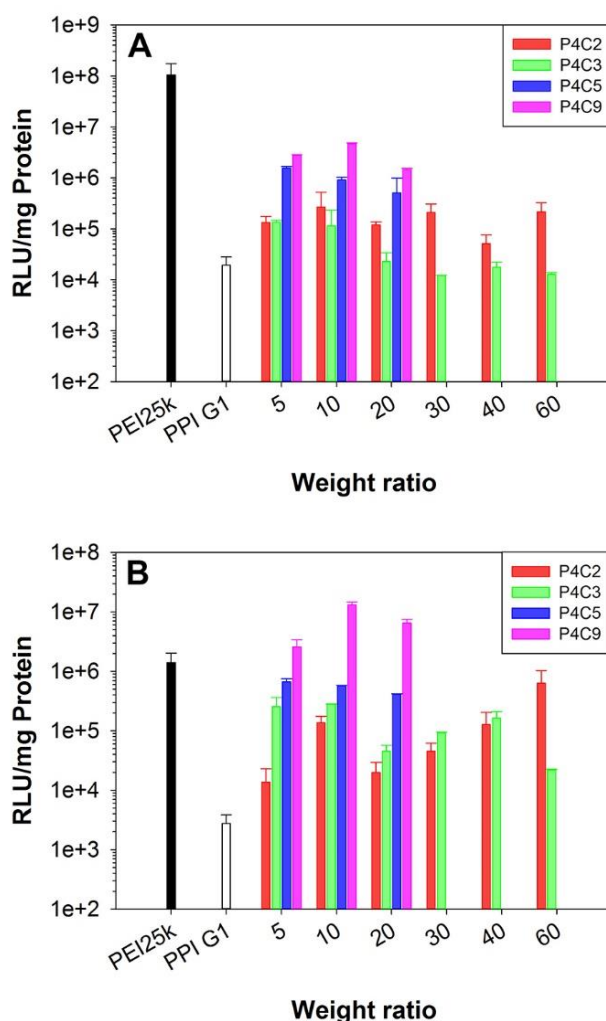 A
1e+9
1e+8
1e+7
1e+6
1e+5
1e+4
1e+3
1e+2
RLU/mg Protein
P4C2
P4C3
P4C5
P4C9
PEI25k
PPI G1
5
10
20
30
40
60
Weight ratio
B
1e+8
1e+7
1e+6
1e+5
1e+4
1e+3
1e+2
RLU/mg Protein
P4C2
P4C3
P4C5
P4C9
PEI25k
PPI G1
5
10
20
30
40
60
Weight ratio